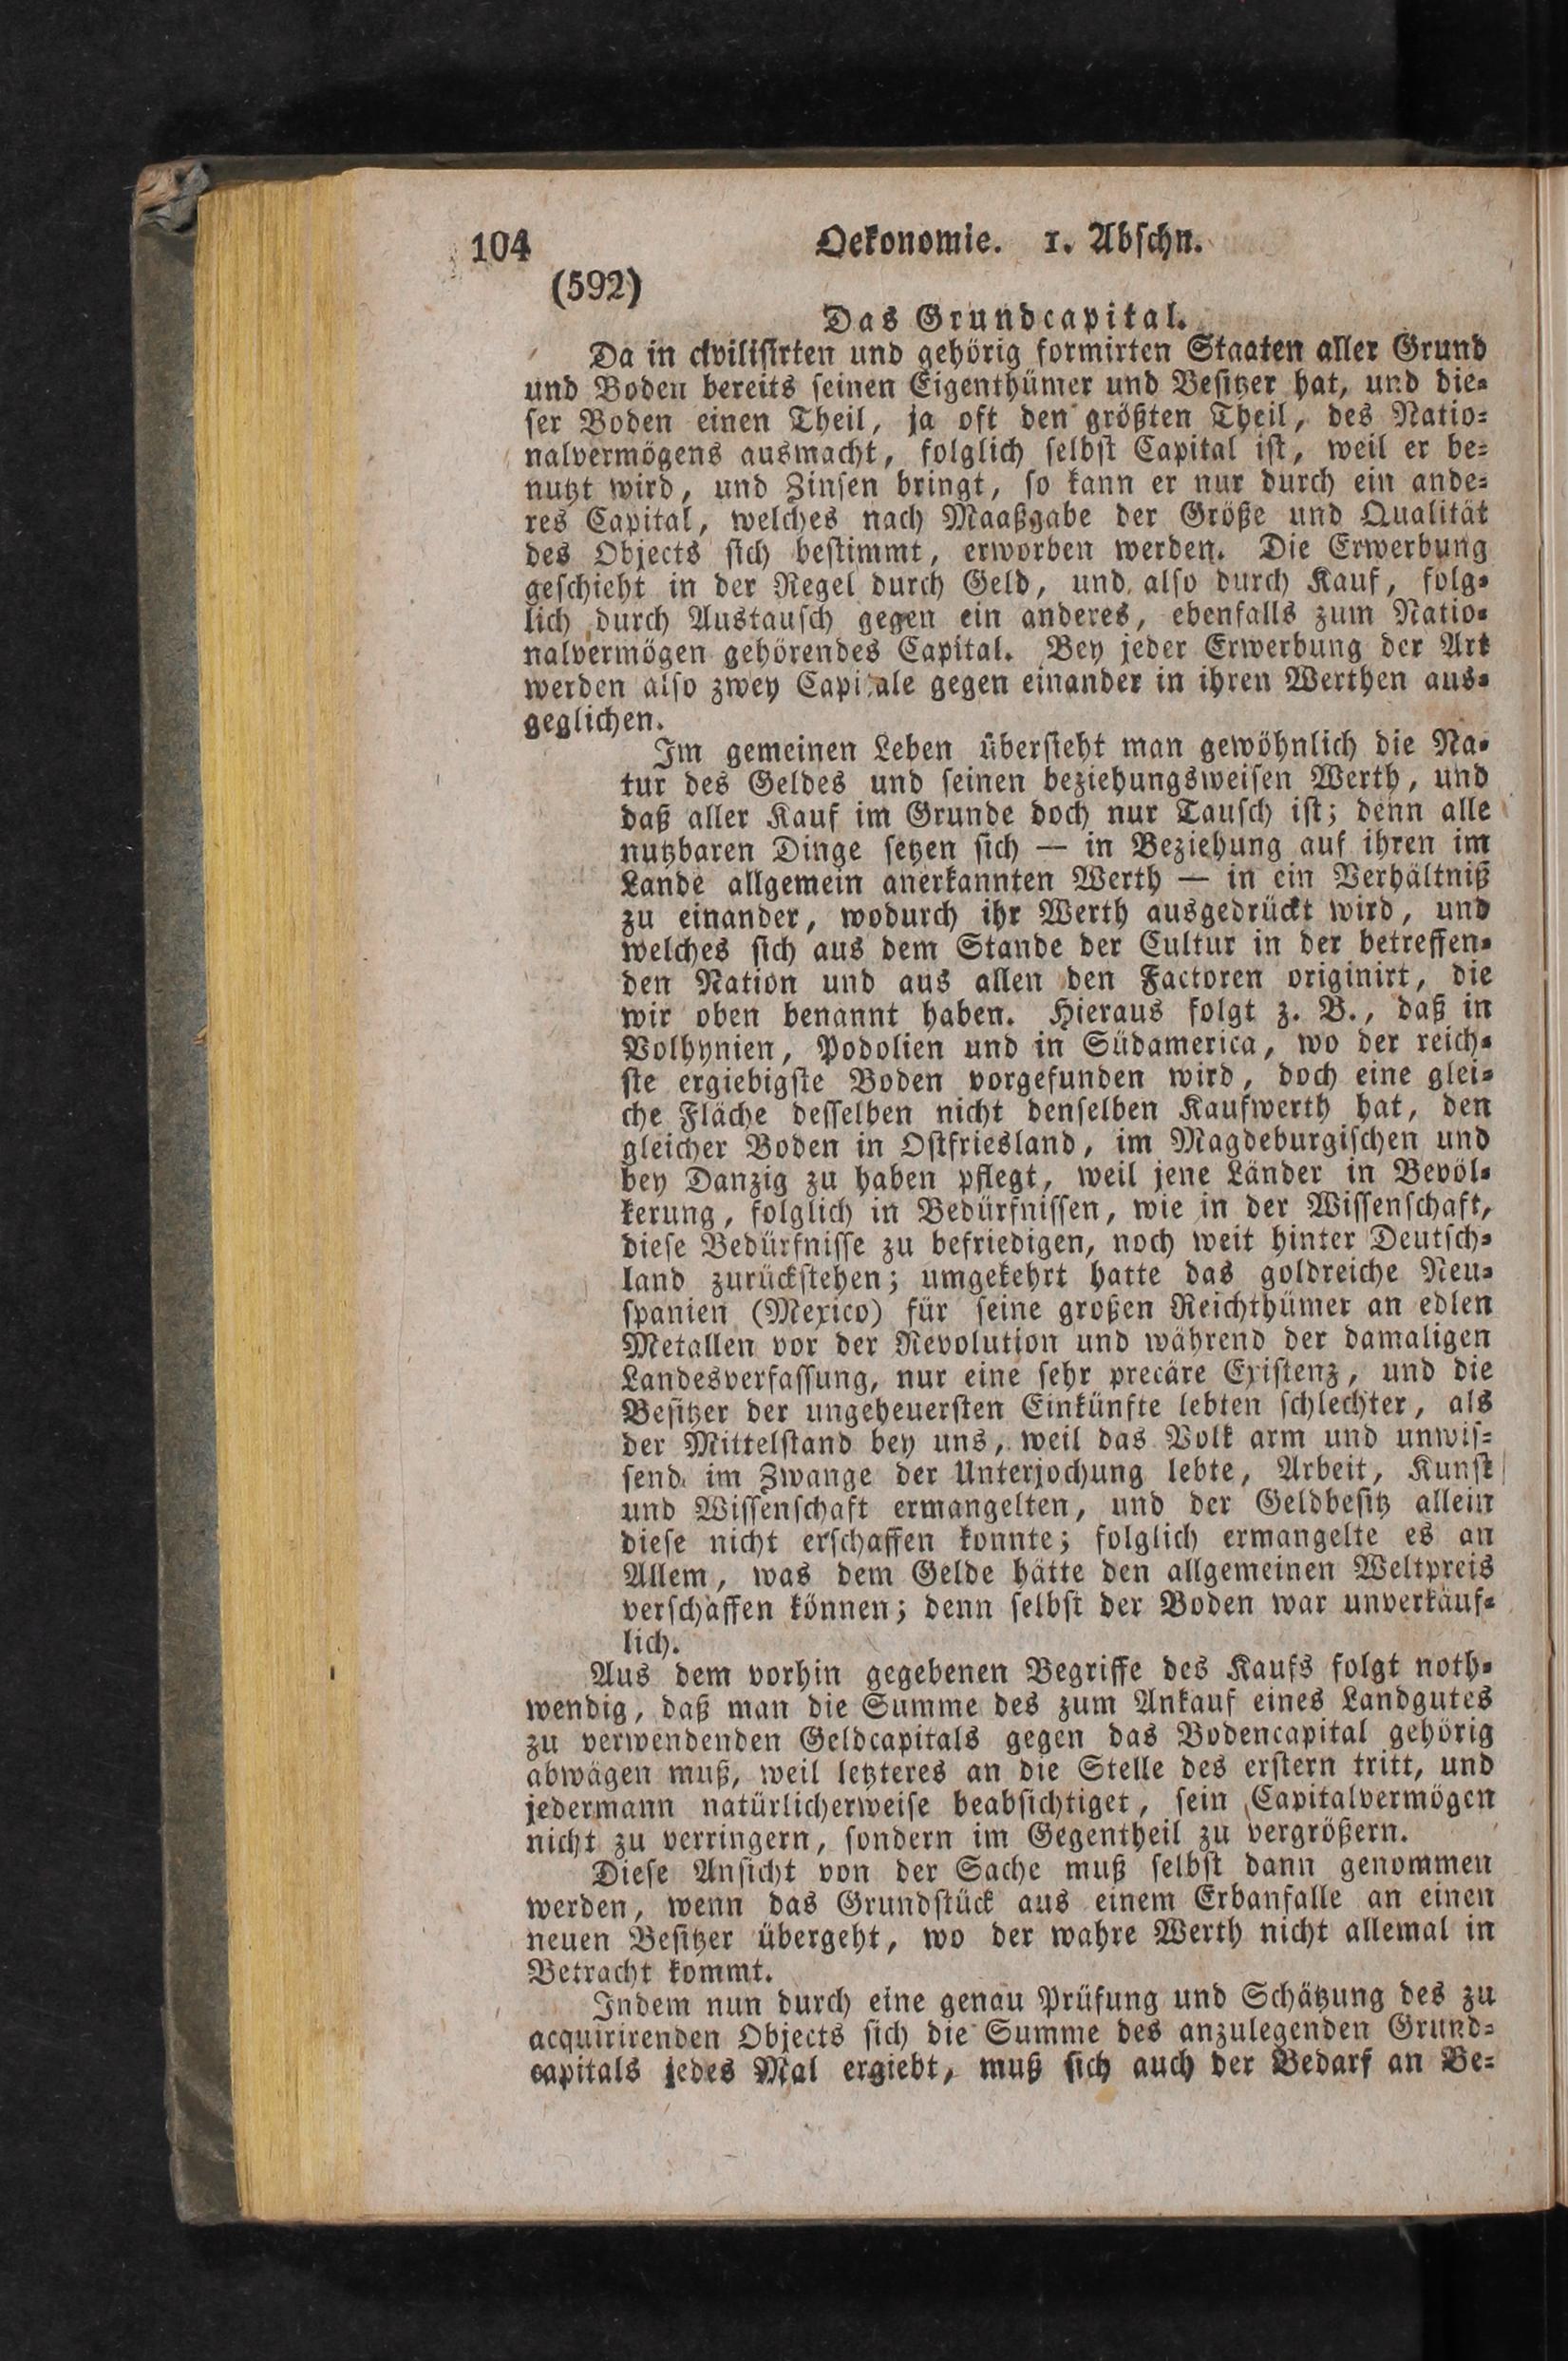 104 Oekonomie. 1. Abschn.
(592)
Das Grundcapital.
Da in civilisirten und gehörig formirten Staaten aller Grund
und Boden bereits seinen Eigenthümer und Besitzer hat, und die-
ser Boden einen Theil, ja oft den größten Theil, des Natio-
nalvermögens ausmacht, folglich selbst Capital ist, weil er be-
nutzt wird, und Zinsen bringt, so kann er nur durch ein ande-
res Capital, welches nach Maaßgabe der Größe und Qualität
des Objects sich bestimmt, erworben werden. Die Erwerbung
geschieht in der Regel durch Geld, und also durch Kauf, folg-
lich durch Austausch gegen ein anderes, ebenfalls zum Natio-
nalvermögen gehörendes Capital. Bey jeder Erwerbung der Art
werden also zwey Capitale gegen einander in ihren Werthen aus-
geglichen.
Im gemeinen Leben übersieht man gewöhnlich die Na-
tur des Geldes und seinen beziehungsweisen Werth, und
daß aller Kauf im Grunde doch nur Tausch ist; denn alle
nutzbaren Dinge setzen sich — in Beziehung auf ihren im
Lande allgemein anerkannten Werth — in ein Verhältniß
zu einander, wodurch ihr Werth ausgedrückt wird, und
welches sich aus dem Stande der Cultur in der betreffen-
den Nation und aus allen den Factoren originirt, die
wir oben benannt haben. Hieraus folgt z. B., daß in
Volhynien, Podolien und in Südamerica, wo der reich-
ste ergiebigste Boden vorgefunden wird, doch eine glei-
che Fläche desselben nicht denselben Kaufwerth hat, den
gleicher Boden in Ostfriesland, im Magdeburgischen und
bey Danzig zu haben pflegt, weil jene Länder in Bevöl-
kerung, folglich in Bedürfnissen, wie in der Wissenschaft,
diese Bedürfnisse zu befriedigen, noch weit hinter Deutsch-
land zurückstehen; umgekehrt hatte das goldreiche Neu-
spanien (Mexico) für seine großen Reichthümer an edlen
Metallen vor der Revolution und während der damaligen
Landesverfassung, nur eine sehr precäre Existenz, und die
Besitzer der ungeheuersten Einkünfte lebten schlechter, als
der Mittelstand bey uns, weil das Volk arm und unwis-
send im Zwange der Unterjochung lebte, Arbeit, Kunst
und Wissenschaft ermangelten, und der Geldbesitz allein
diese nicht erschaffen konnte; folglich ermangelte es an
Allem, was dem Gelde hätte den allgemeinen Weltpreis
verschaffen können; denn selbst der Boden war unverkäuf-
lich.
Aus dem vorhin gegebenen Begriffe des Kaufs folgt noth-
wendig, daß man die Summe des zum Ankauf eines Landgutes
zu verwendenden Geldcapitals gegen das Bodencapital gehörig
abwägen muß, weil letzteres an die Stelle des erstern tritt, und
jedermann natürlicherweise beabsichtiget, sein Capitalvermögen
nicht zu verringern, sondern im Gegentheil zu vergrößern.
Diese Ansicht von der Sache muß selbst dann genommen
werden, wenn das Grundstück aus einem Erbanfalle an einen
neuen Besitzer übergeht, wo der wahre Werth nicht allemal in
Betracht kommt.
Indem nun durch eine genau Prüfung und Schätzung des zu
acquirirenden Objects sich die Summe des anzulegenden Grund-
capitals jedes Mal ergiebt, muß sich auch der Bedarf an Be-